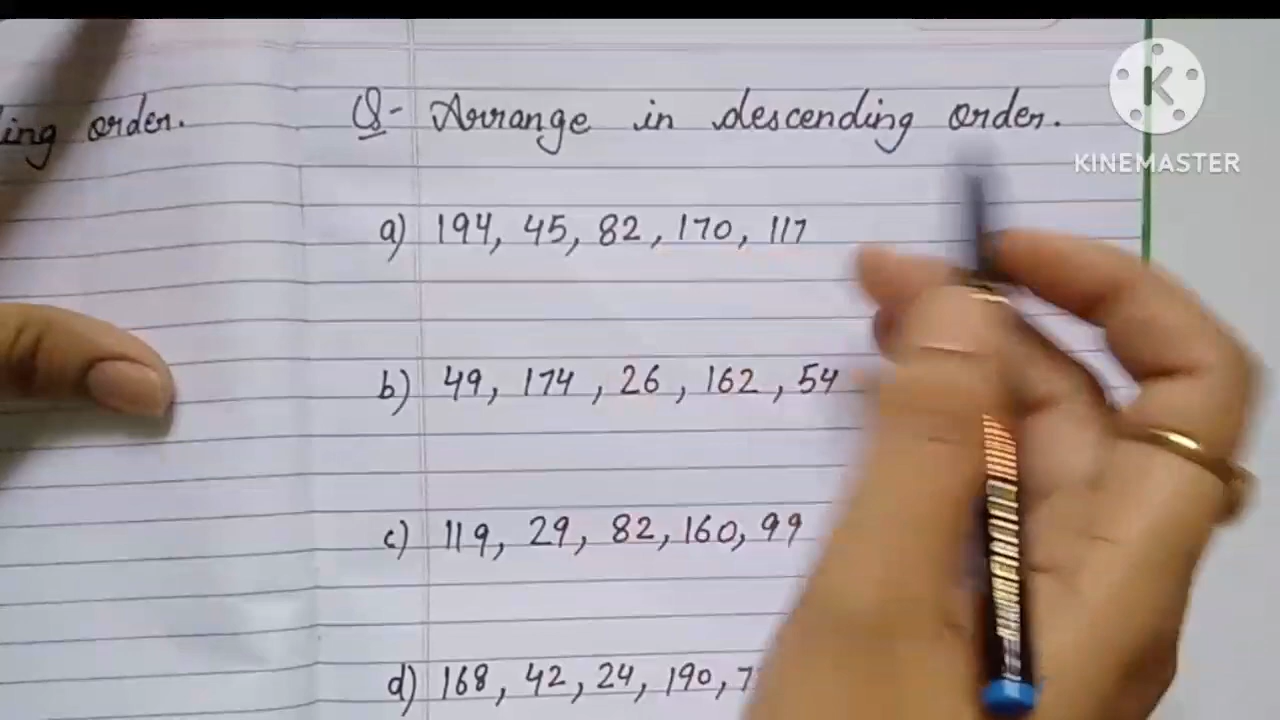 ing order.
Q- Arrange in descending order.
KINEMASTER
a) 194, 45, 82, 170, 117
b) 49, 174, 26, 162, 54
c) 119, 29, 82, 160, 99
d) 168, 42, 24, 190,